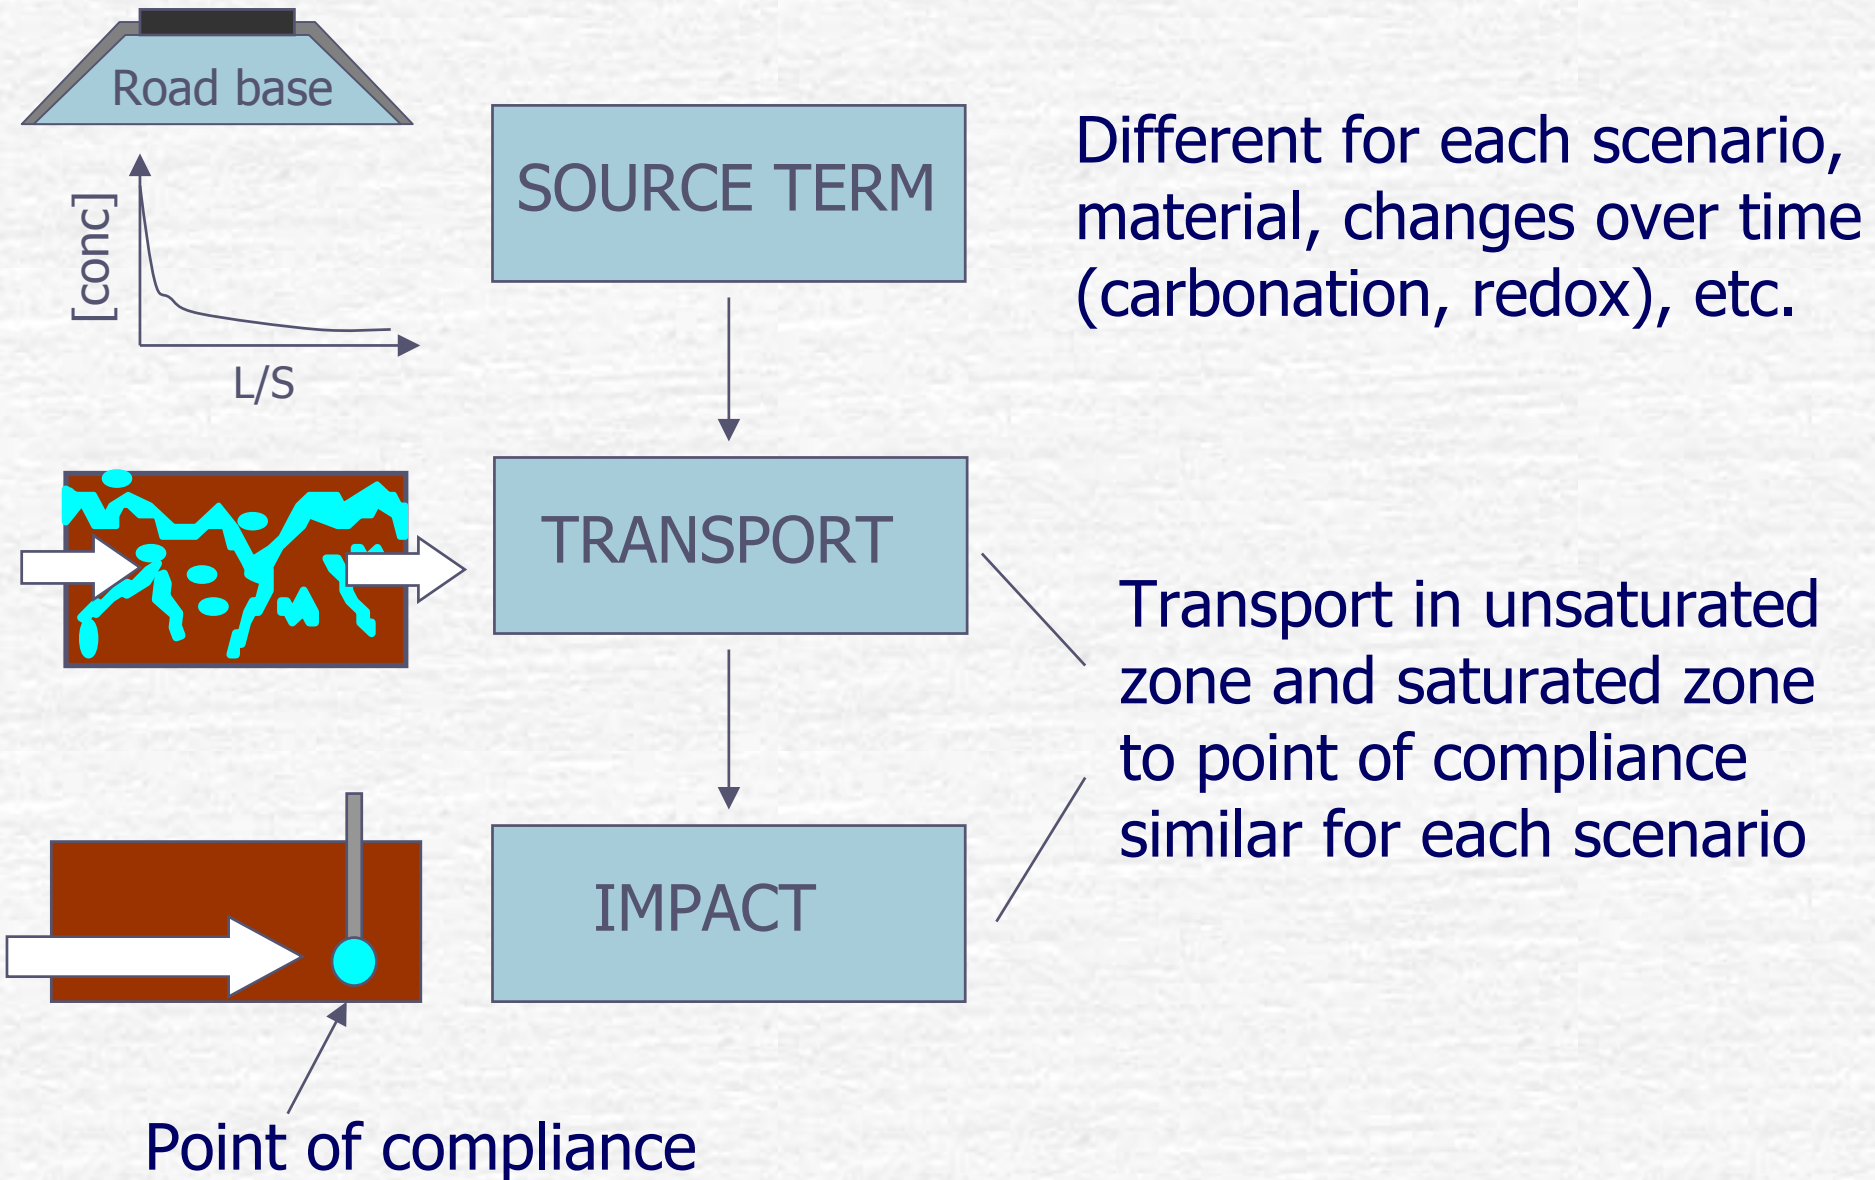 Road base
[conc]
L/S
SOURCE TERM
Different for each scenario,
material, changes over time
(carbonation, redox), etc.
TRANSPORT
Transport in unsaturated
zone and saturated zone
to point of compliance
similar for each scenario
IMPACT
Point of compliance